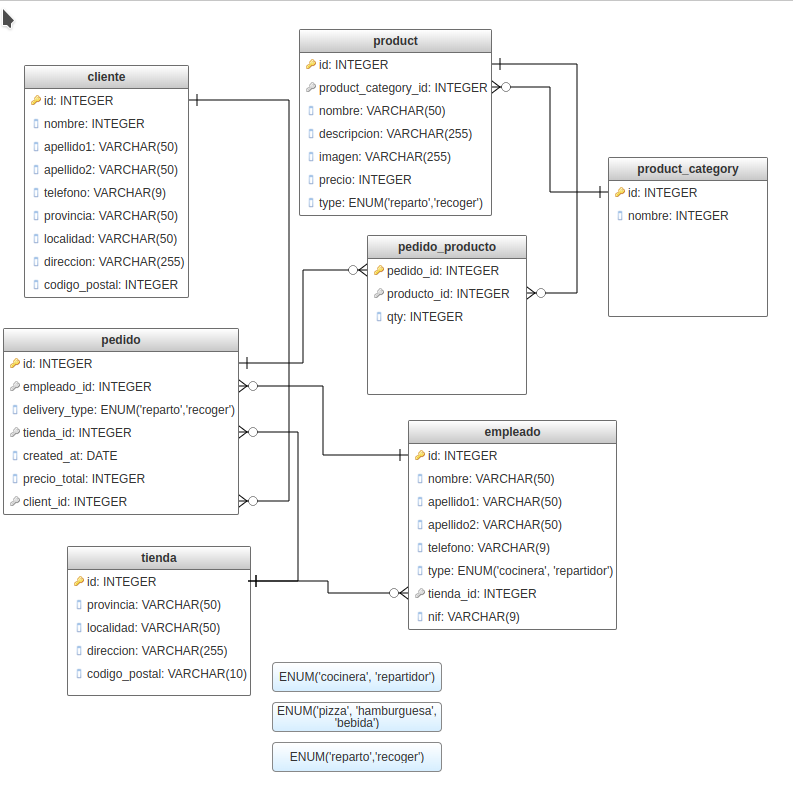 product
id: INTEGER
product_category_id: INTEGER
nombre: VARCHAR(50)
descripcion: VARCHAR(255)
imagen: VARCHAR(255)
precio: INTEGER
type: ENUM('reparto','recoger')
cliente
id: INTEGER
nombre: INTEGER
apellido1: VARCHAR(50)
apellido2: VARCHAR(50)
telefono: VARCHAR(9)
provincia: VARCHAR(50)
localidad: VARCHAR(50)
direccion: VARCHAR(255)
codigo_postal: INTEGER
product_category
id: INTEGER
nombre: INTEGER
pedido_producto
pedido_id: INTEGER
producto_id: INTEGER
qty: INTEGER
pedido
id: INTEGER
empleado_id: INTEGER
delivery_type: ENUM('reparto','recoger')
tienda_id: INTEGER
created_at: DATE
precio_total: INTEGER
client_id: INTEGER
empleado
id: INTEGER
nombre: VARCHAR(50)
apellido1: VARCHAR(50)
apellido2: VARCHAR(50)
telefono: VARCHAR(9)
type: ENUM('cocinera', 'repartidor')
tienda_id: INTEGER
nif: VARCHAR(9)
tienda
id: INTEGER
provincia: VARCHAR(50)
localidad: VARCHAR(50)
direccion: VARCHAR(255)
codigo_postal: VARCHAR(10)
ENUM('cocinera', 'repartidor')
ENUM('pizza', 'hamburguesa',
'bebida')
ENUM('reparto','recoger')